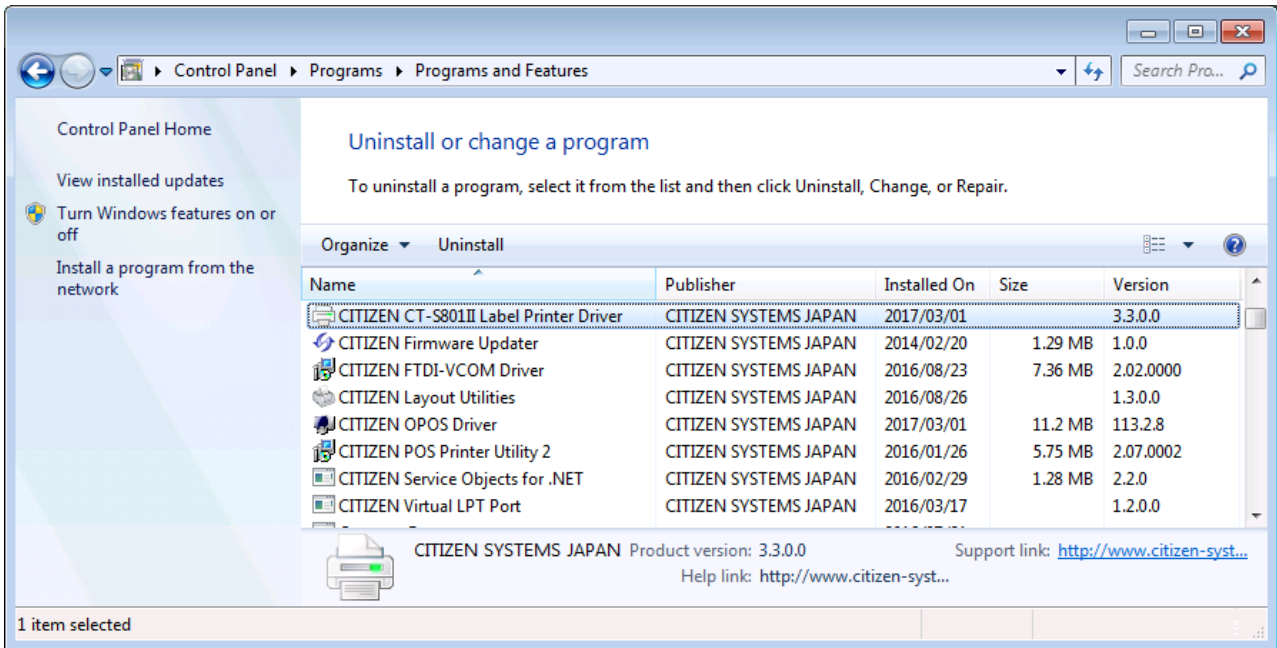 Control Panel ▸ Programs ▸ Programs and Features
Search Pro...
Control Panel Home
View installed updates
Turn Windows features on or
off
Install a program from the
network
Uninstall or change a program
To uninstall a program, select it from the list and then click Uninstall, Change, or Repair.
Organize Uninstall
Name Publisher Installed On Size Version
CITIZEN CT-S801II Label Printer Driver CITIZEN SYSTEMS JAPAN 2017/03/01 3.3.0.0
CITIZEN Firmware Updater CITIZEN SYSTEMS JAPAN 2014/02/20 1.29 MB 1.0.0
CITIZEN FTDI-VCOM Driver CITIZEN SYSTEMS JAPAN 2016/08/23 7.36 MB 2.02.0000
CITIZEN Layout Utilities CITIZEN SYSTEMS JAPAN 2016/08/26 1.3.0.0
CITIZEN OPOS Driver CITIZEN SYSTEMS JAPAN 2017/03/01 11.2 MB 113.2.8
CITIZEN POS Printer Utility 2 CITIZEN SYSTEMS JAPAN 2016/01/26 5.75 MB 2.07.0002
CITIZEN Service Objects for .NET CITIZEN SYSTEMS JAPAN 2016/02/29 1.28 MB 2.2.0
CITIZEN Virtual LPT Port CITIZEN SYSTEMS JAPAN 2016/03/17 1.2.0.0
CITIZEN SYSTEMS JAPAN Product version: 3.3.0.0 Support link: http://www.citizen-syst...
Help link: http://www.citizen-syst...
1 item selected